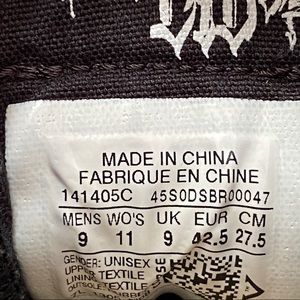 MADE IN CHINA
FABRIQUE EN CHINE
141405C 45S0DSBR00047
MENS WO'S UK EUR CM
9 11 9 42.5 27.5
GENDER: UNISEX
UPPER: TEXTILE
LINING: TEXTILE
OUTSOLE: